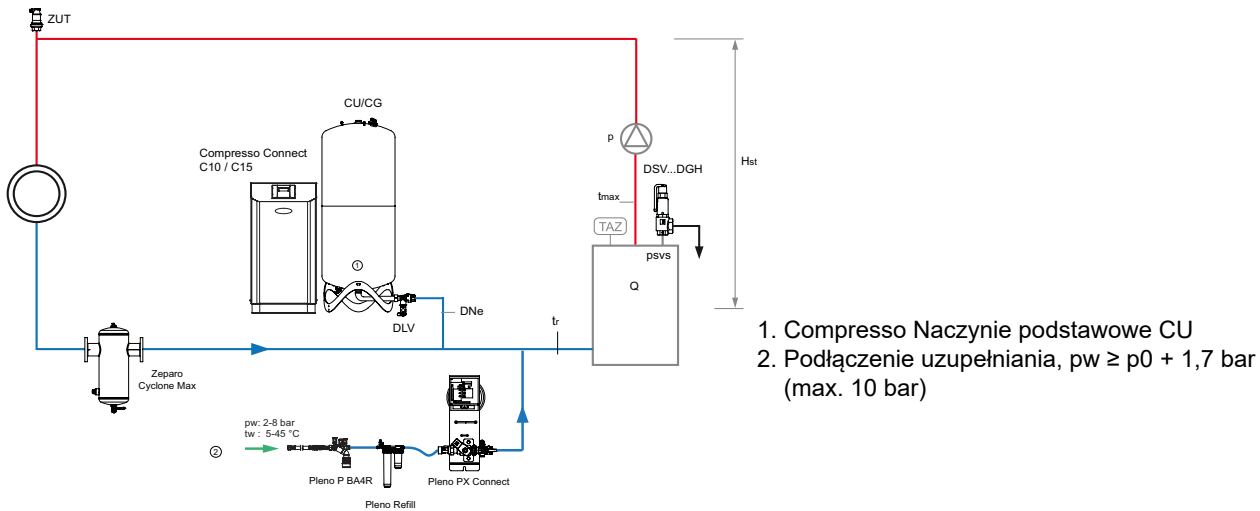 ZUT
CU/CG
Compresso Connect
C10 / C15
p
Hst
DSV...DGH
tmax
TAZ
psvs
①
Q
DNe
DLV
tr
Zeparo
Cyclone Max
1. Compresso Naczynie podstawowe CU
2. Podłączenie uzupełniania, pw ≥ p0 + 1,7 bar
(max. 10 bar)
pw: 2-8 bar
tw : 5-45 °C
②
Pleno P BA4R
Pleno PX Connect
Pleno Refill